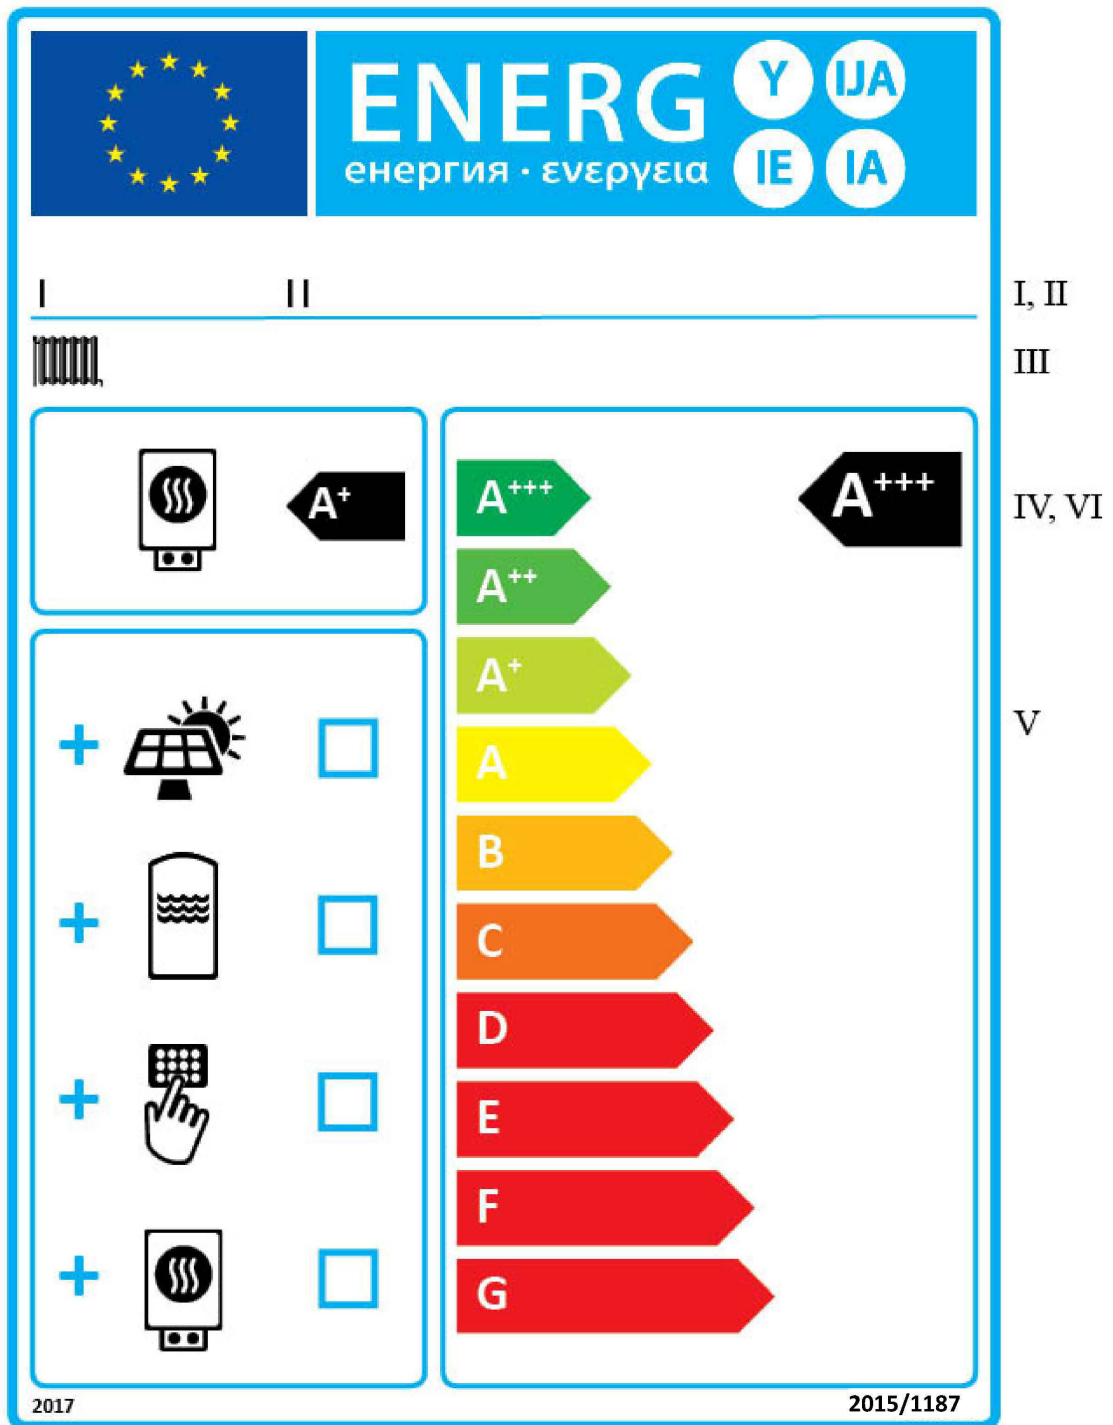 ENERG Y IJA
енергия · ενεργεια IE IA
I II I, II
III
A+ A+++ A+++ IV, VI
A++
A+
V
A
B
C
D
E
F
G
2017 2015/1187